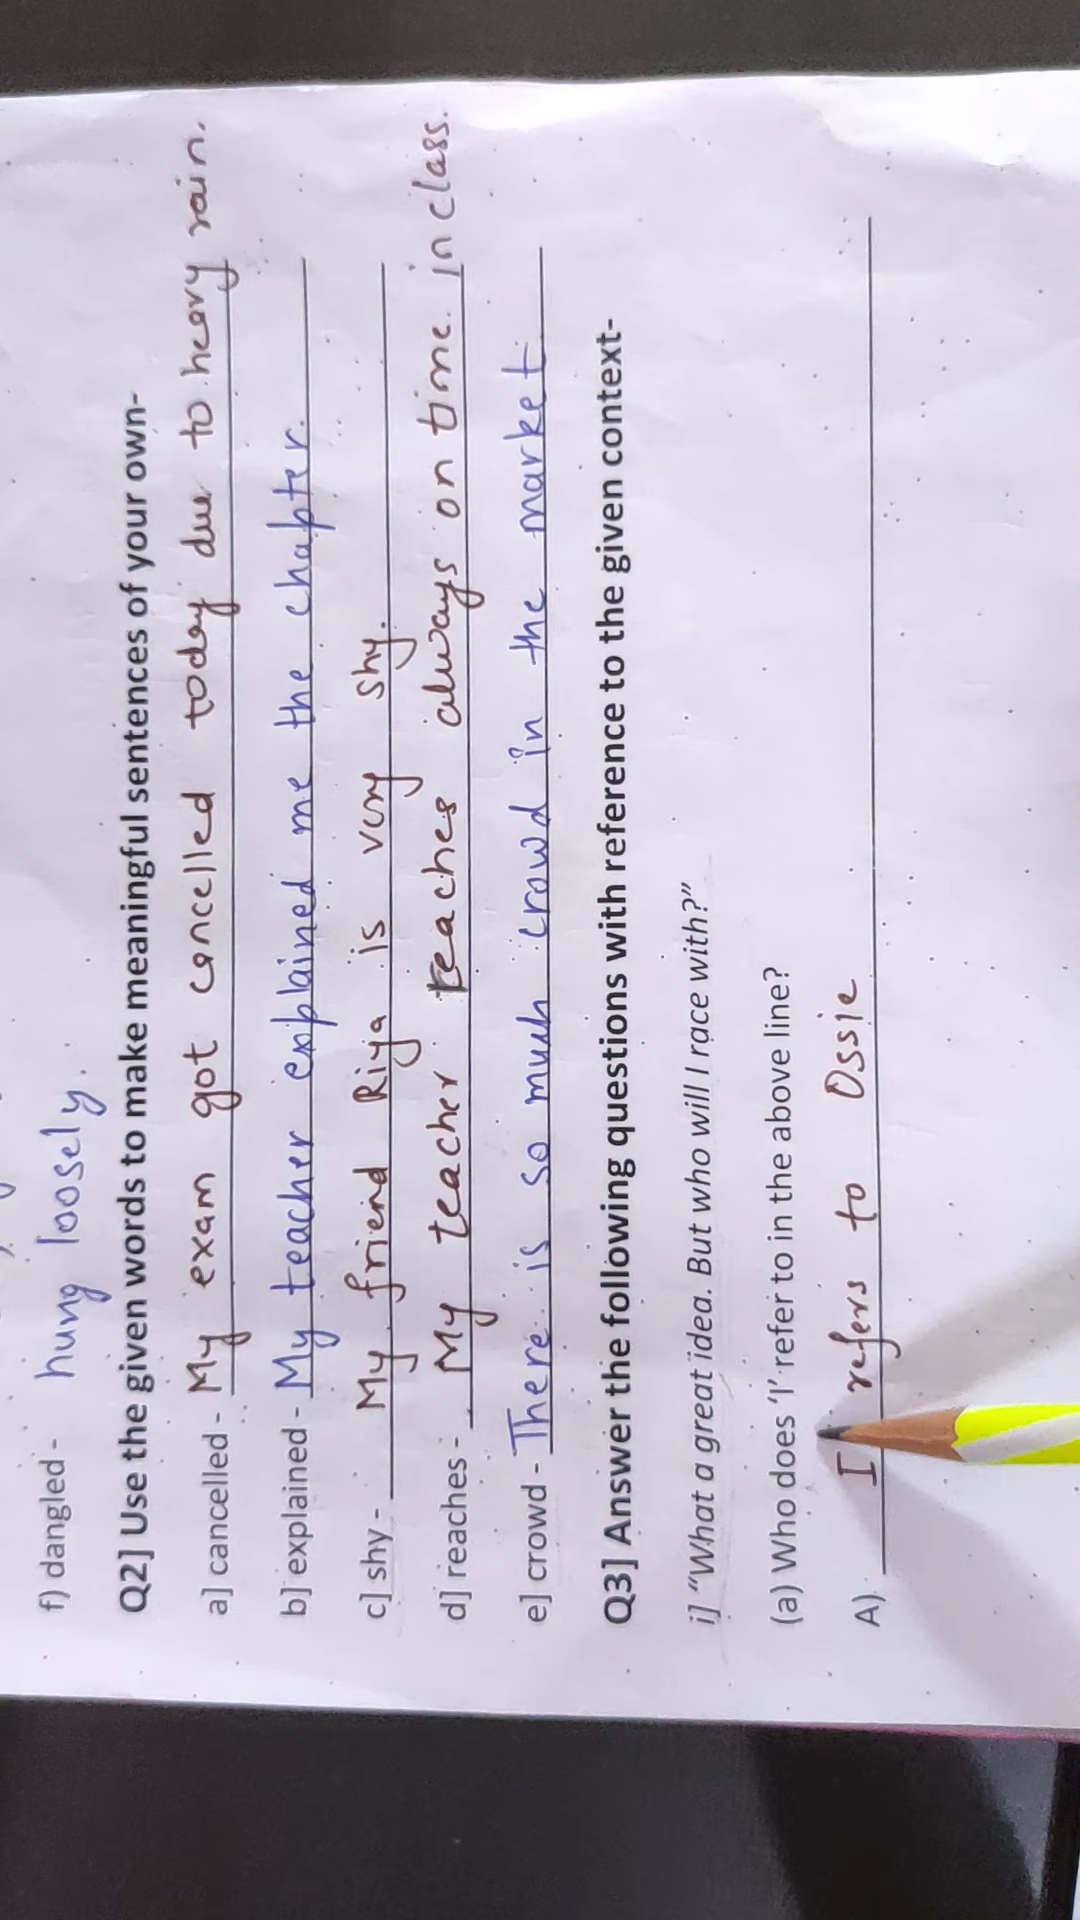 f) dangled - hung loosely.
Q2] Use the given words to make meaningful sentences of your own-
a] cancelled - My exam got cancelled today due to heavy rain.
b] explained - My teacher explained me the chapter.
c] shy - My friend Riya is very shy.
d] reaches - My teacher reaches always on time in class.
e] crowd - There is so much crowd in the market.
Q3] Answer the following questions with reference to the given context-
i] “What a great idea. But who will I race with?”
(a) Who does ‘I’ refer to in the above line?
A) I refers to Ossie